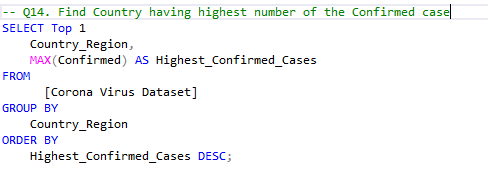 -- Q14. Find Country having highest number of the Confirmed case
SELECT Top 1
    Country_Region,
    MAX(Confirmed) AS Highest_Confirmed_Cases
FROM
      [Corona Virus Dataset]
GROUP BY
    Country_Region
ORDER BY
    Highest_Confirmed_Cases DESC;